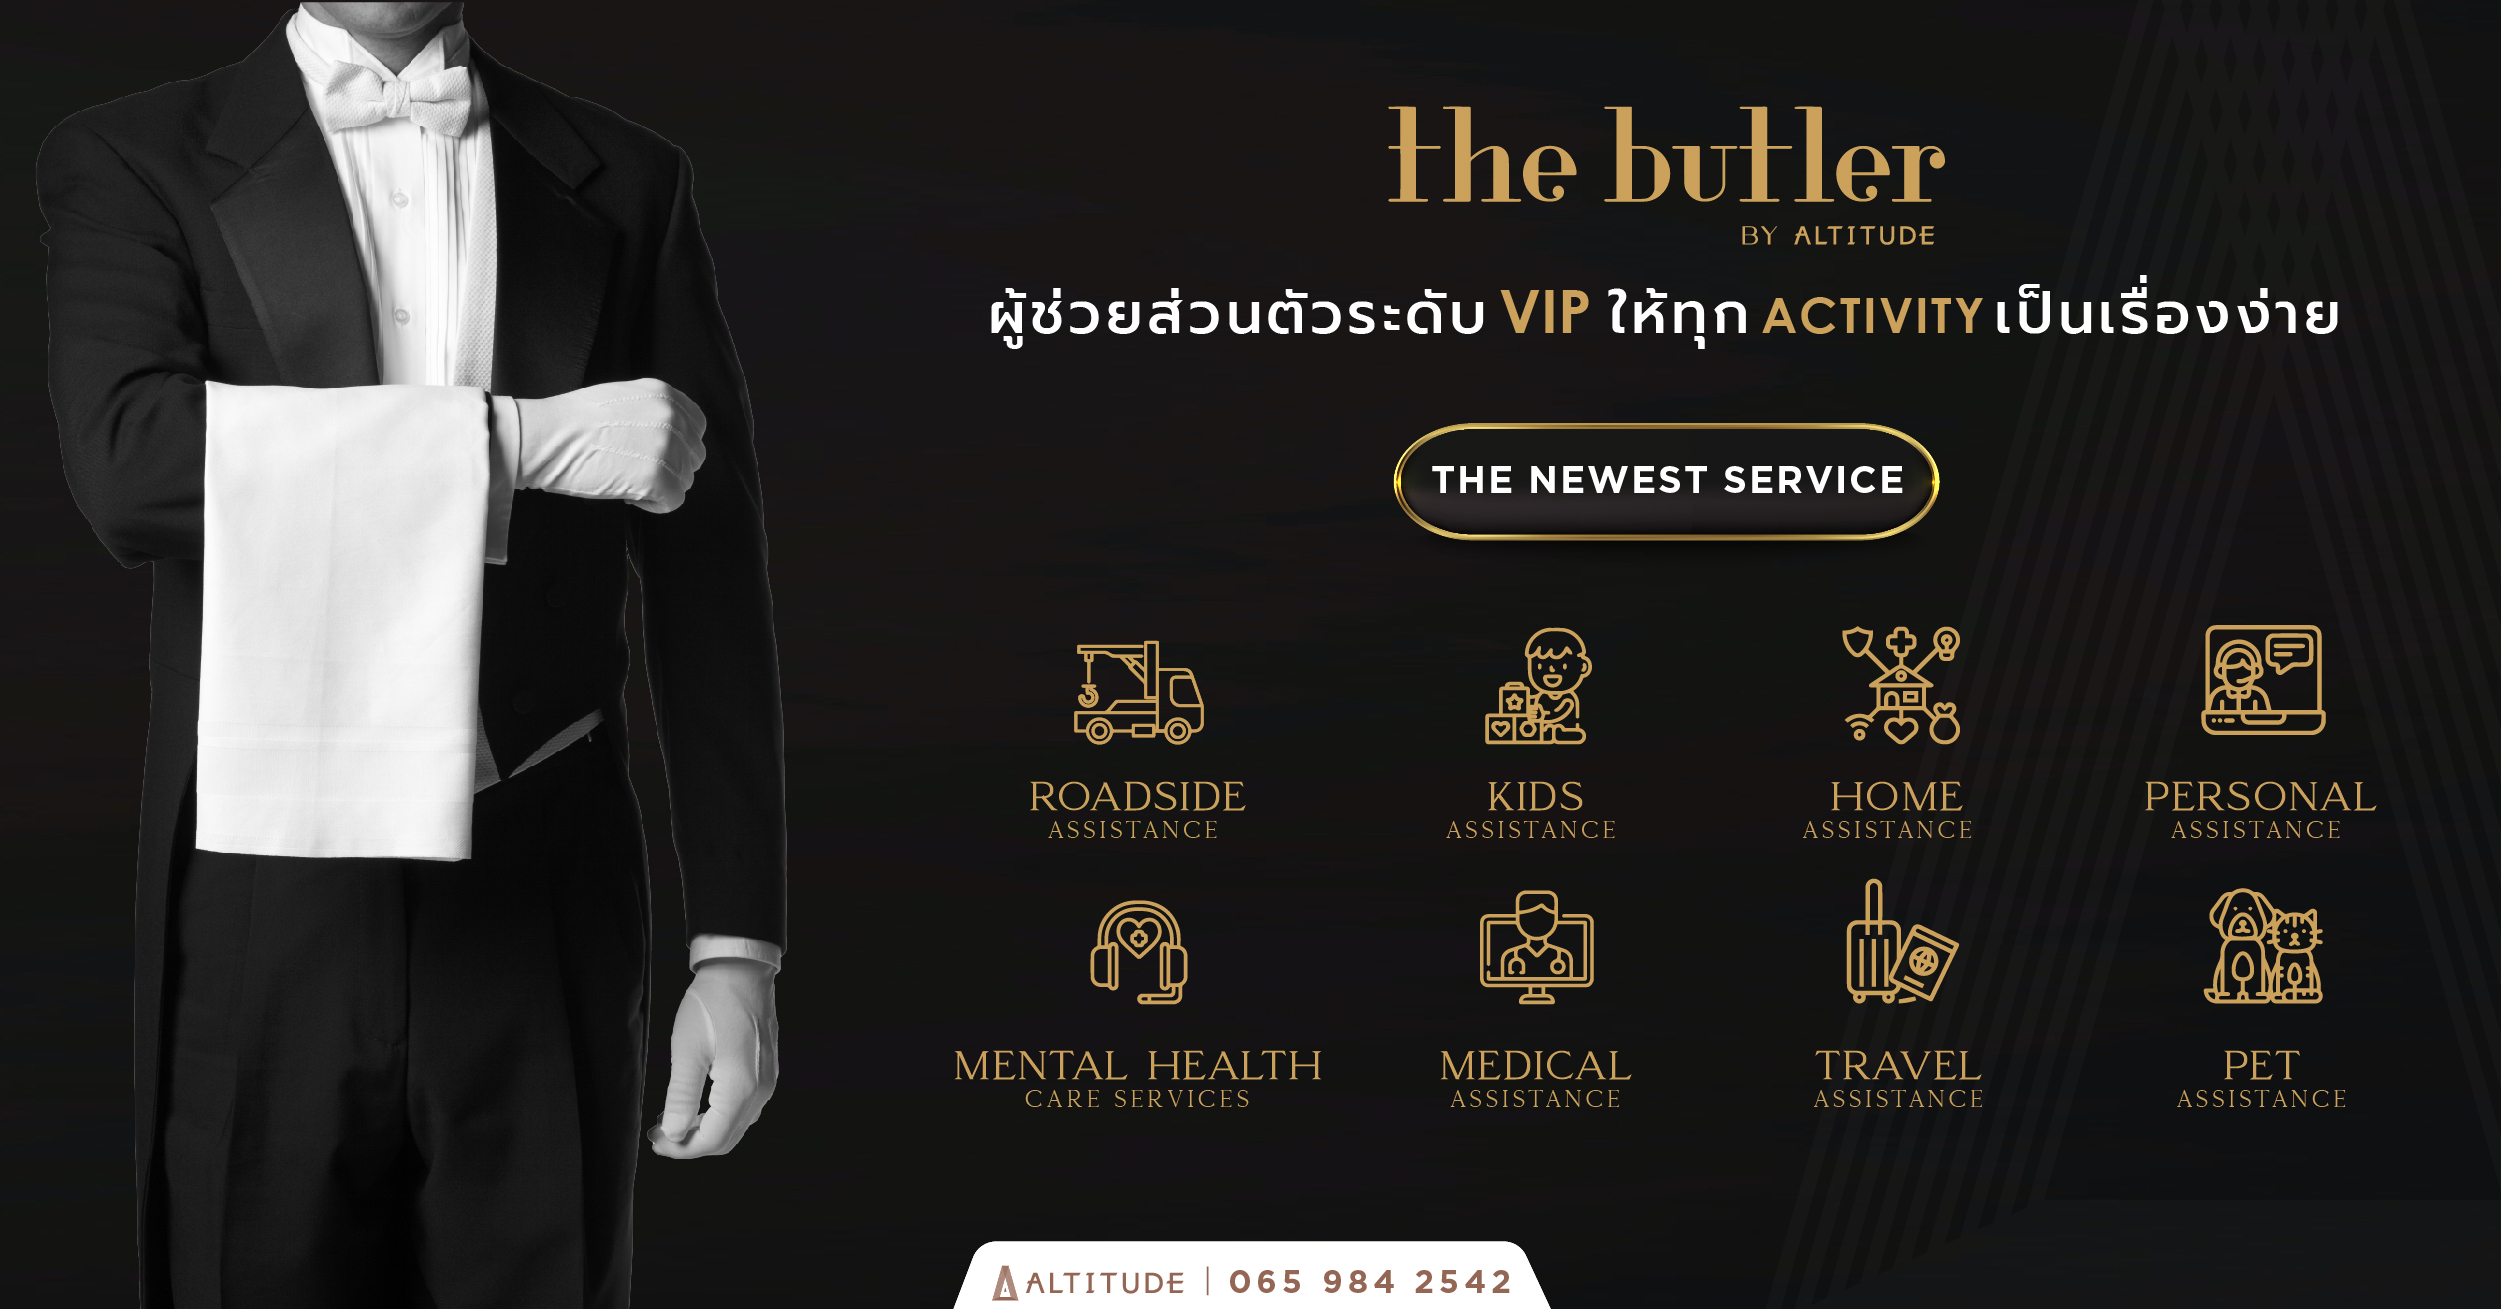 the butler
BY ALTITUDE
ผู้ช่วยส่วนตัวระดับ VIP ให้ทุก ACTIVITY เป็นเรื่องง่าย
THE NEWEST SERVICE
ROADSIDE
ASSISTANCE
KIDS
ASSISTANCE
HOME
ASSISTANCE
PERSONAL
ASSISTANCE
MENTAL HEALTH
CARE SERVICES
MEDICAL
ASSISTANCE
TRAVEL
ASSISTANCE
PET
ASSISTANCE
ALTITUDE | 065 984 2542